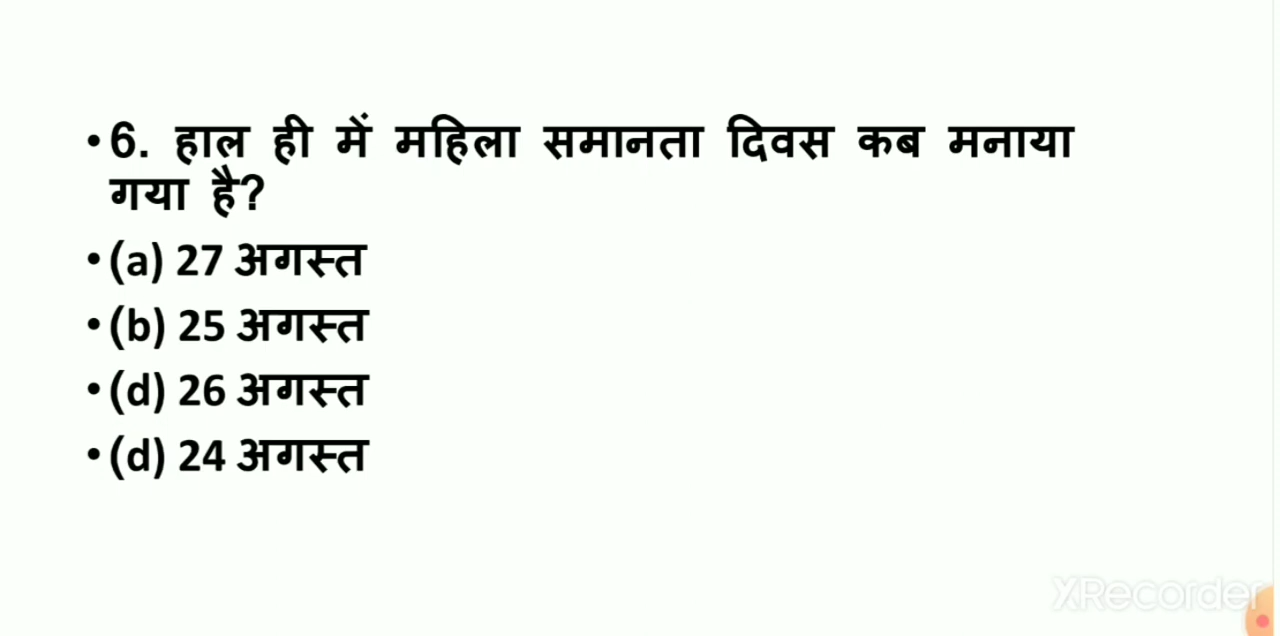 •6. हाल ही में महिला समानता दिवस कब मनाया
गया है?
•(a) 27 अगस्त
•(b) 25 अगस्त
•(d) 26 अगस्त
•(d) 24 अगस्त
XRecorder